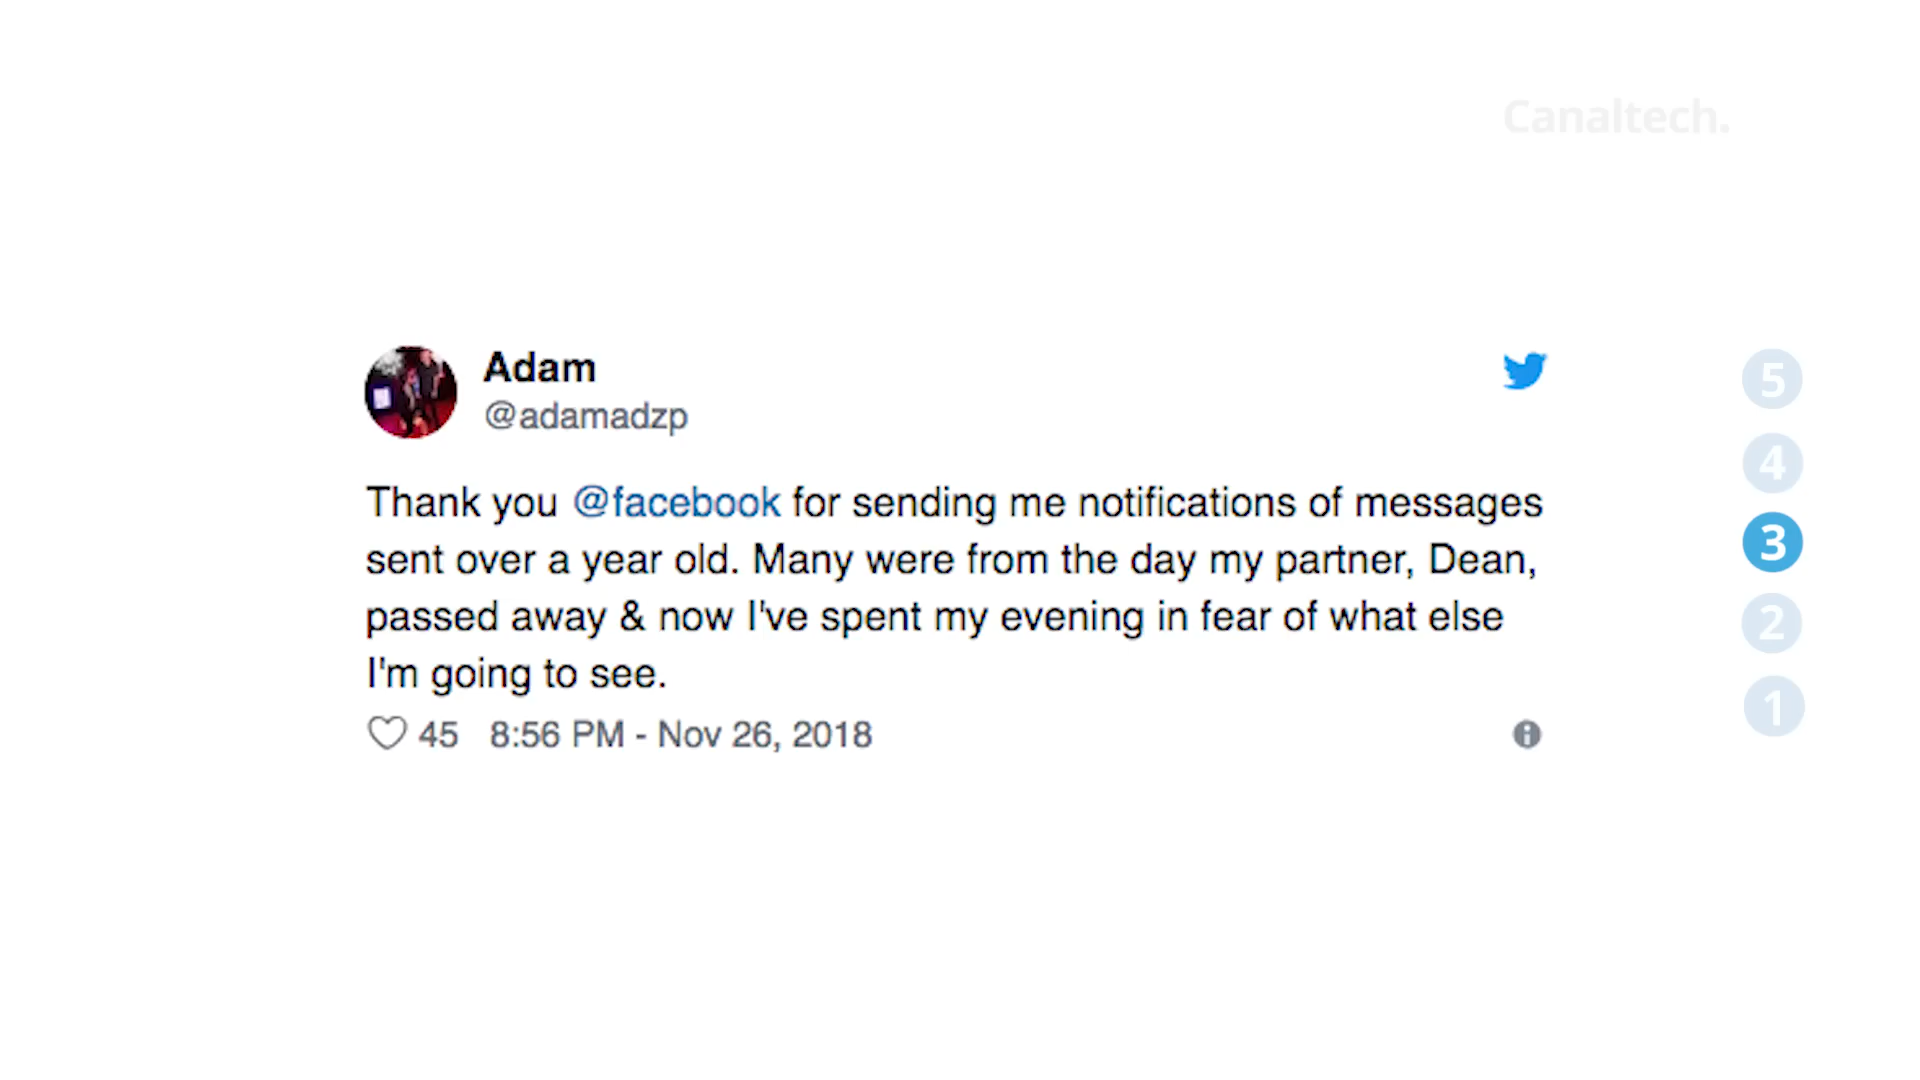 Canaltech.
Adam
@adamadzp
Thank you @facebook for sending me notifications of messages
sent over a year old. Many were from the day my partner, Dean,
passed away & now I've spent my evening in fear of what else
I'm going to see.
45 8:56 PM - Nov 26, 2018
5
4
3
2
1